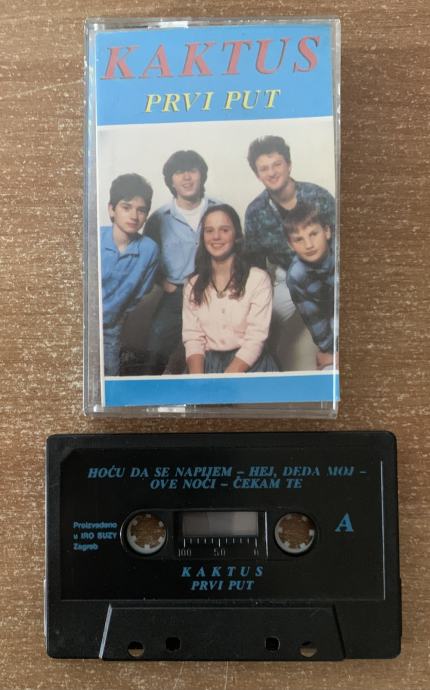 KAKTUS
PRVI PUT
HOĆU DA SE NAPIJEM – HEJ, DEDA MOJ –
OVE NOĆI – ČEKAM TE
Proizvedeno
u IRO SUZY
Zagreb
A
100 50 0
KAKTUS
PRVI PUT